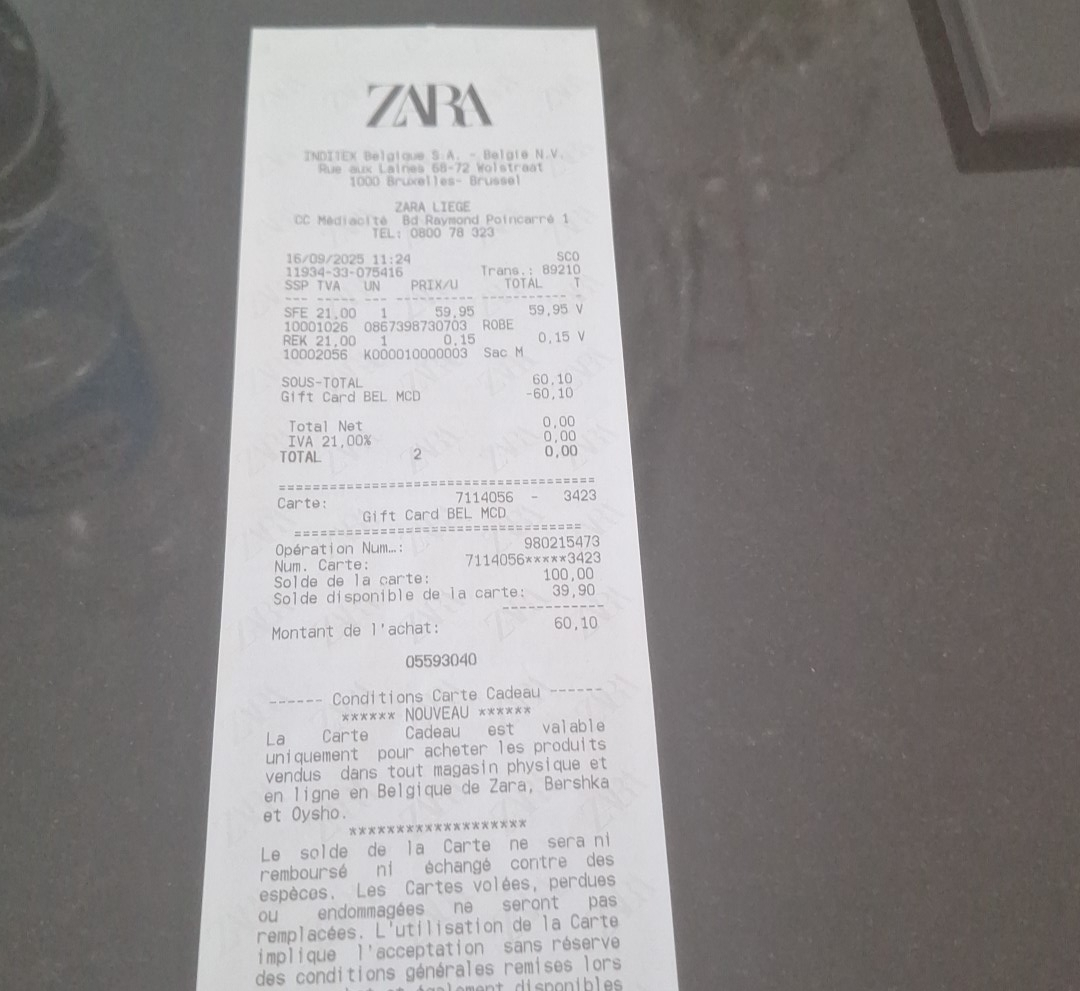 ZARA
INDITEX Belgique S.A. - Belgie N.V.
Rue aux Laines 68-72 Wolstraat
1000 Bruxelles- Brussel
ZARA LIEGE
CC Médiacité Bd Raymond Poincarré 1
TEL: 0800 78 323
16/09/2025 11:24 SCO
11934-33-075416 Trans.: 89210
SSP TVA UN PRIX/U TOTAL T
--- ----- --- ---------- ----------- -
SFE 21,00 1 59,95 59,95 V
10001026 0867398730703 ROBE
REK 21,00 1 0,15 0,15 V
10002056 K000010000003 Sac M
SOUS-TOTAL 60,10
Gift Card BEL MCD -60,10
Total Net 0,00
IVA 21,00% 0,00
TOTAL 2 0,00
======================================
Carte: 7114056 - 3423
Gift Card BEL MCD
==================================
Opération Num…: 980215473
Num. Carte: 7114056*****3423
Solde de la carte: 100,00
Solde disponible de la carte: 39,90
------------
Montant de l'achat: 60,10
05593040
------ Conditions Carte Cadeau ------
****** NOUVEAU ******
La Carte Cadeau est valable
uniquement pour acheter les produits
vendus dans tout magasin physique et
en ligne en Belgique de Zara, Bershka
et Oysho.
*******************
Le solde de la Carte ne sera ni
remboursé ni échangé contre des
espèces. Les Cartes volées, perdues
ou endommagées ne seront pas
remplacées. L'utilisation de la Carte
implique l'acceptation sans réserve
des conditions générales remises lors
et également disponibles